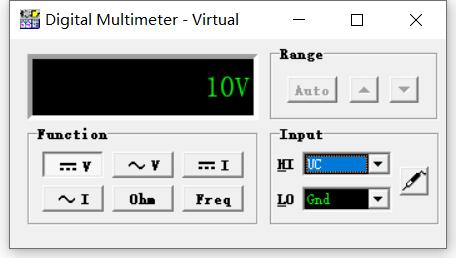 Digital Multimeter - Virtual
10V
Range
Auto
Function
V
V
I
I
Ohm
Freq
Input
HI
UC
LO
Gnd